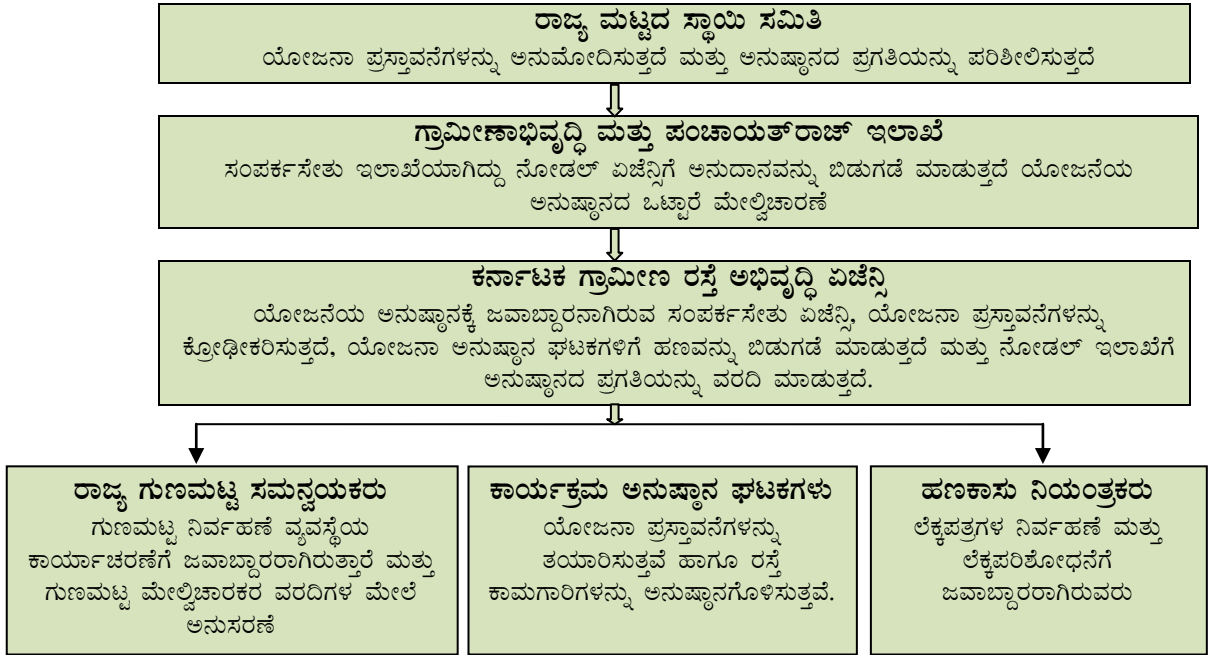 ರಾಜ್ಯ ಮಟ್ಟದ ಸ್ಥಾಯಿ ಸಮಿತಿ
ಯೋಜನಾ ಪ್ರಸ್ತಾವನೆಗಳನ್ನು ಅನುಮೋದಿಸುತ್ತದೆ ಮತ್ತು ಅನುಷ್ಠಾನದ ಪ್ರಗತಿಯನ್ನು ಪರಿಶೀಲಿಸುತ್ತದೆ
ಗ್ರಾಮೀಣಾಭಿವೃದ್ಧಿ ಮತ್ತು ಪಂಚಾಯತ್‌ರಾಜ್ ಇಲಾಖೆ
ಸಂಪರ್ಕಸೇತು ಇಲಾಖೆಯಾಗಿದ್ದು ನೋಡಲ್ ಏಜೆನ್ಸಿಗೆ ಅನುದಾನವನ್ನು ಬಿಡುಗಡೆ ಮಾಡುತ್ತದೆ ಯೋಜನೆಯ
ಅನುಷ್ಠಾನದ ಒಟ್ಟಾರೆ ಮೇಲ್ವಿಚಾರಣೆ
ಕರ್ನಾಟಕ ಗ್ರಾಮೀಣ ರಸ್ತೆ ಅಭಿವೃದ್ಧಿ ಏಜೆನ್ಸಿ
ಯೋಜನೆಯ ಅನುಷ್ಠಾನಕ್ಕೆ ಜವಾಬ್ದಾರನಾಗಿರುವ ಸಂಪರ್ಕಸೇತು ಏಜೆನ್ಸಿ, ಯೋಜನಾ ಪ್ರಸ್ತಾವನೆಗಳನ್ನು
ಕ್ರೋಢೀಕರಿಸುತ್ತದೆ, ಯೋಜನಾ ಅನುಷ್ಠಾನ ಘಟಕಗಳಿಗೆ ಹಣವನ್ನು ಬಿಡುಗಡೆ ಮಾಡುತ್ತದೆ ಮತ್ತು ನೋಡಲ್ ಇಲಾಖೆಗೆ
ಅನುಷ್ಠಾನದ ಪ್ರಗತಿಯನ್ನು ವರದಿ ಮಾಡುತ್ತದೆ.
ರಾಜ್ಯ ಗುಣಮಟ್ಟ ಸಮನ್ವಯಕರು
ಗುಣಮಟ್ಟ ನಿರ್ವಹಣೆ ವ್ಯವಸ್ಥೆಯ
ಕಾರ್ಯಾಚರಣೆಗೆ ಜವಾಬ್ದಾರರಾಗಿರುತ್ತಾರೆ ಮತ್ತು
ಗುಣಮಟ್ಟ ಮೇಲ್ವಿಚಾರಕರ ವರದಿಗಳ ಮೇಲೆ
ಅನುಸರಣೆ
ಕಾರ್ಯಕ್ರಮ ಅನುಷ್ಠಾನ ಘಟಕಗಳು
ಯೋಜನಾ ಪ್ರಸ್ತಾವನೆಗಳನ್ನು
ತಯಾರಿಸುತ್ತವೆ ಹಾಗೂ ರಸ್ತೆ
ಕಾಮಗಾರಿಗಳನ್ನು ಅನುಷ್ಠಾನಗೊಳಿಸುತ್ತವೆ.
ಹಣಕಾಸು ನಿಯಂತ್ರಕರು
ಲೆಕ್ಕಪತ್ರಗಳ ನಿರ್ವಹಣೆ ಮತ್ತು
ಲೆಕ್ಕಪರಿಶೋಧನೆಗೆ
ಜವಾಬ್ದಾರರಾಗಿರುವರು